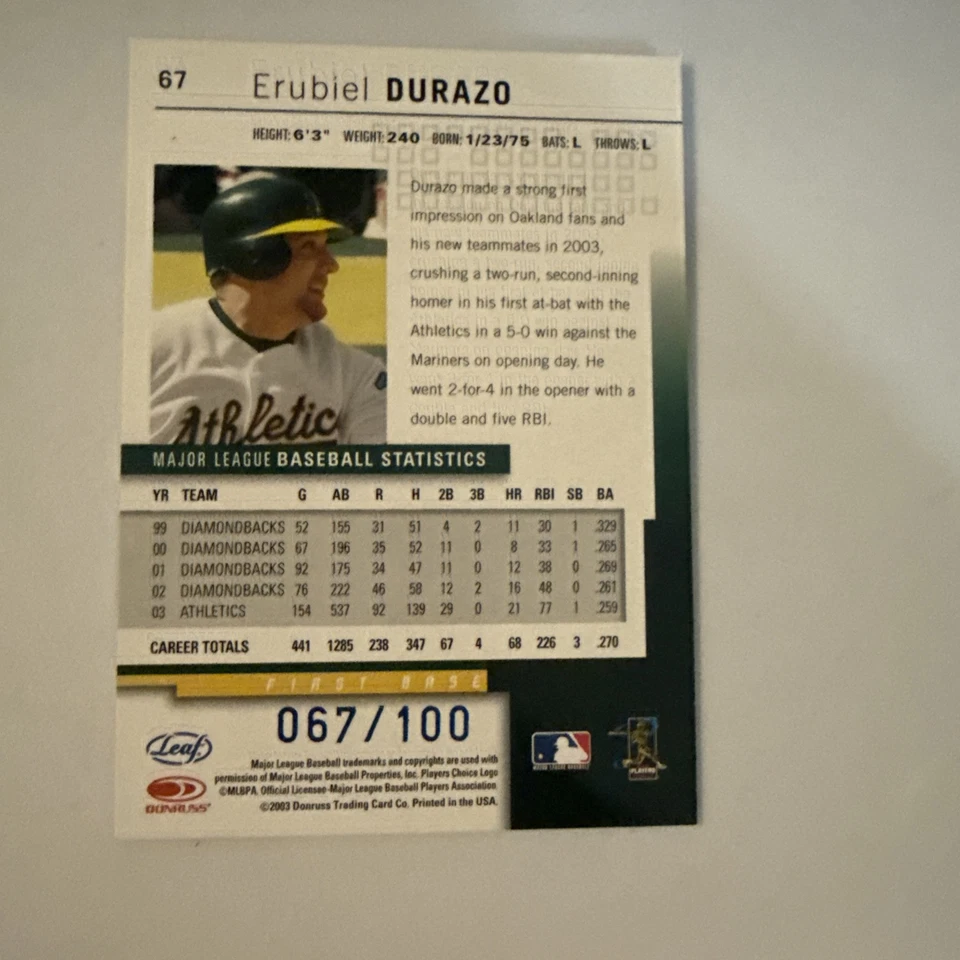 67 Erubiel DURAZO
HEIGHT: 6'3" WEIGHT: 240 BORN: 1/23/75 BATS: L THROWS: L
Durazo made a strong first
impression on Oakland fans and
his new teammates in 2003,
crushing a two-run, second-inning
homer in his first at-bat with the
Athletics in a 5-0 win against the
Mariners on opening day. He
went 2-for-4 in the opener with a
double and five RBI.
Athletic
MAJOR LEAGUE BASEBALL STATISTICS
YR TEAM G AB R H 2B 3B HR RBI SB BA
99 DIAMONDBACKS 52 155 31 51 4 2 11 30 1 .329
00 DIAMONDBACKS 67 196 35 52 11 0 8 33 1 .265
01 DIAMONDBACKS 92 175 34 47 11 0 12 38 0 .269
02 DIAMONDBACKS 76 222 46 58 12 2 16 48 0 .261
03 ATHLETICS 154 537 92 139 29 0 21 77 1 .259
CAREER TOTALS 441 1285 238 347 67 4 68 226 3 .270
FIRST BASE
067/100
Leaf
DONRUSS
Major League Baseball trademarks and copyrights are used with
permission of Major League Baseball Properties, Inc. Players Choice Logo
©MLBPA. Official Licensee-Major League Baseball Players Association.
©2003 Donruss Trading Card Co. Printed in the USA.
MAJOR LEAGUE BASEBALL
PLAYERS